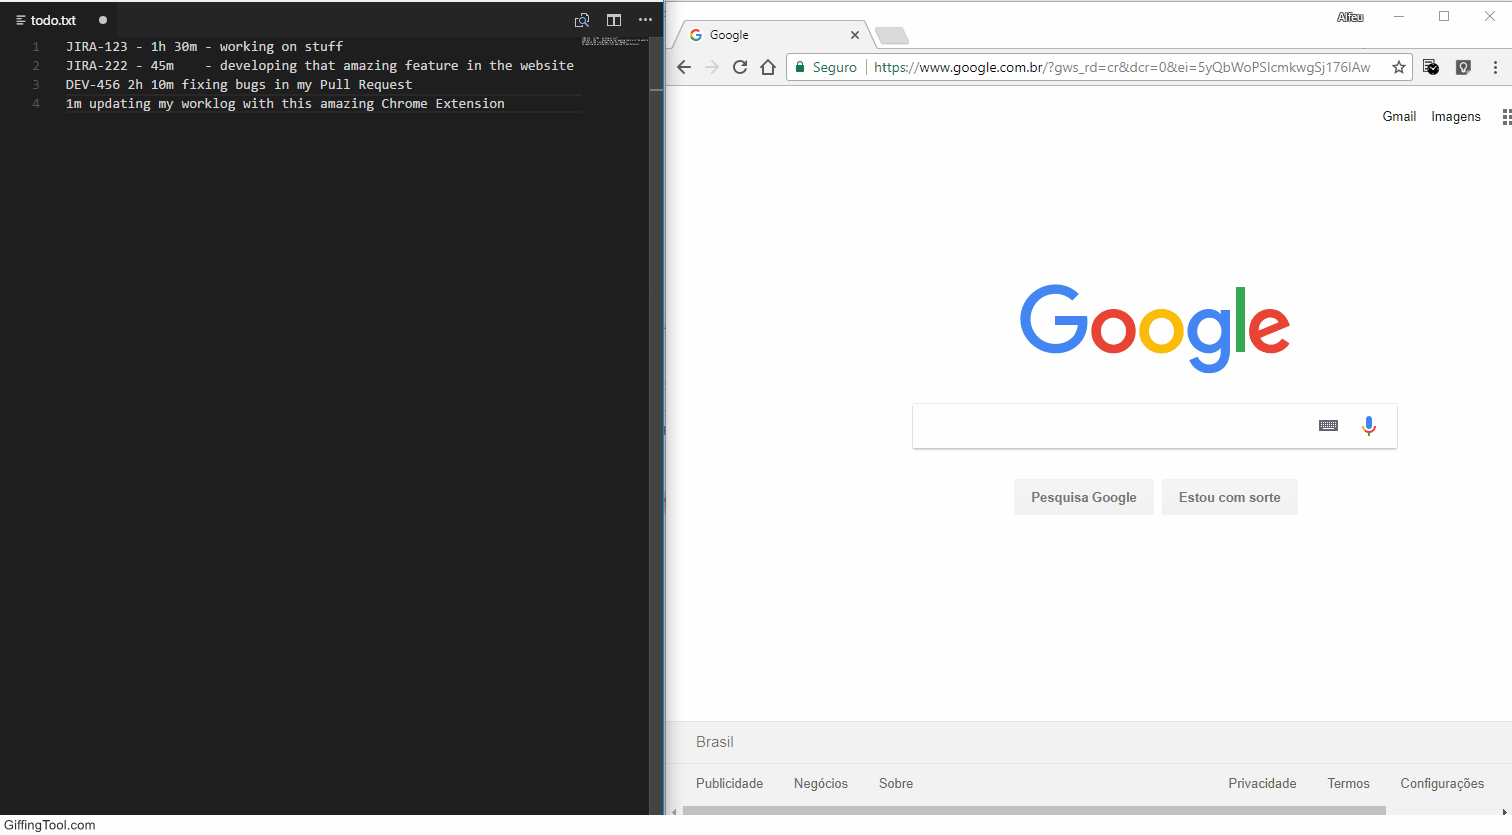 todo.txt
1 JIRA-123 - 1h 30m - working on stuff
2 JIRA-222 - 45m    - developing that amazing feature in the website
3 DEV-456 2h 10m fixing bugs in my Pull Request
4 1m updating my worklog with this amazing Chrome Extension
Alfeu
Google
Seguro https://www.google.com.br/?gws_rd=cr&dcr=0&ei=5yQbWoPSIcmkwgSj176IAw
Gmail Imagens
Google
Pesquisa Google Estou com sorte
Brasil
Publicidade Negócios Sobre Privacidade Termos Configurações
GiffingTool.com